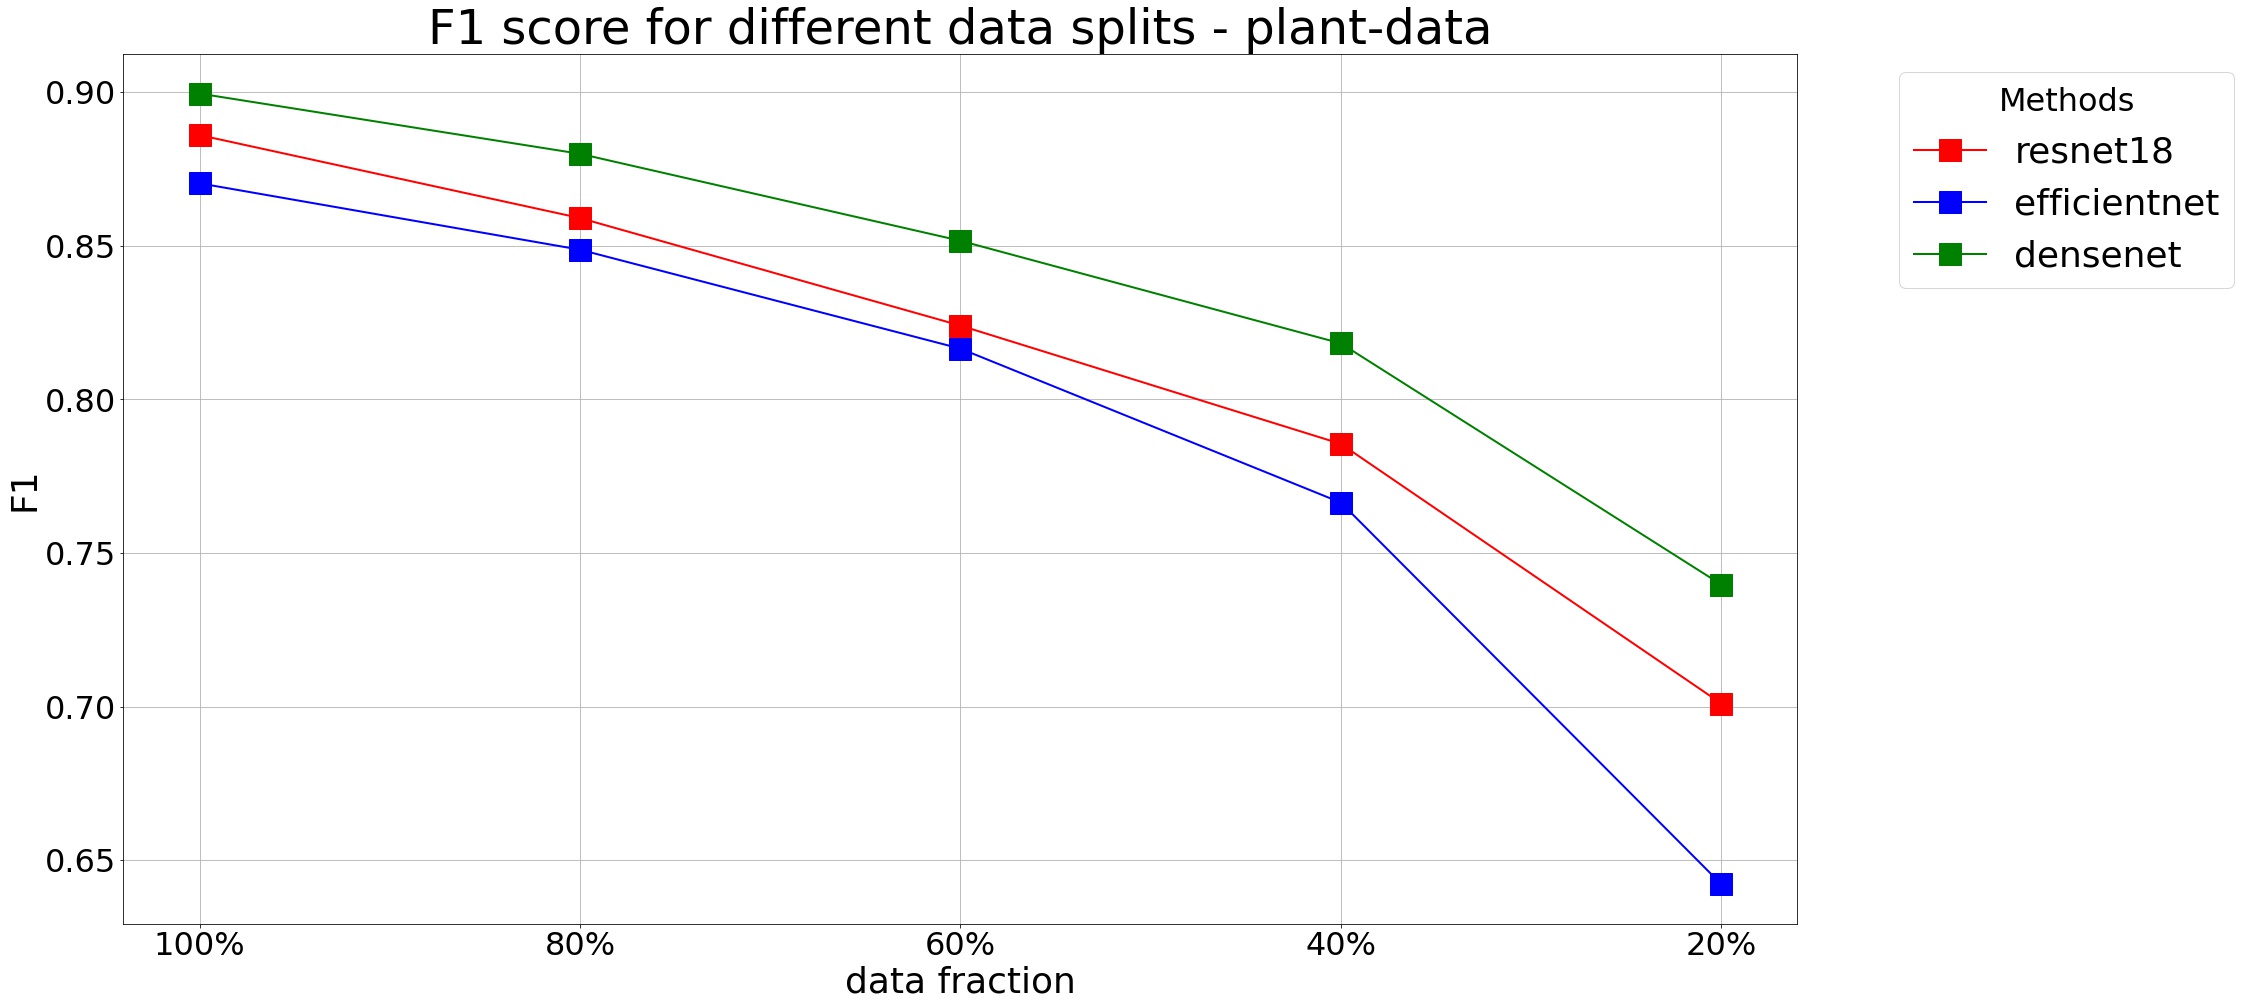 F1 score for different data splits - plant-data
0.90
0.85
0.80
0.75
0.70
0.65
F1
100% 80% 60% 40% 20%
data fraction
Methods
resnet18
efficientnet
densenet